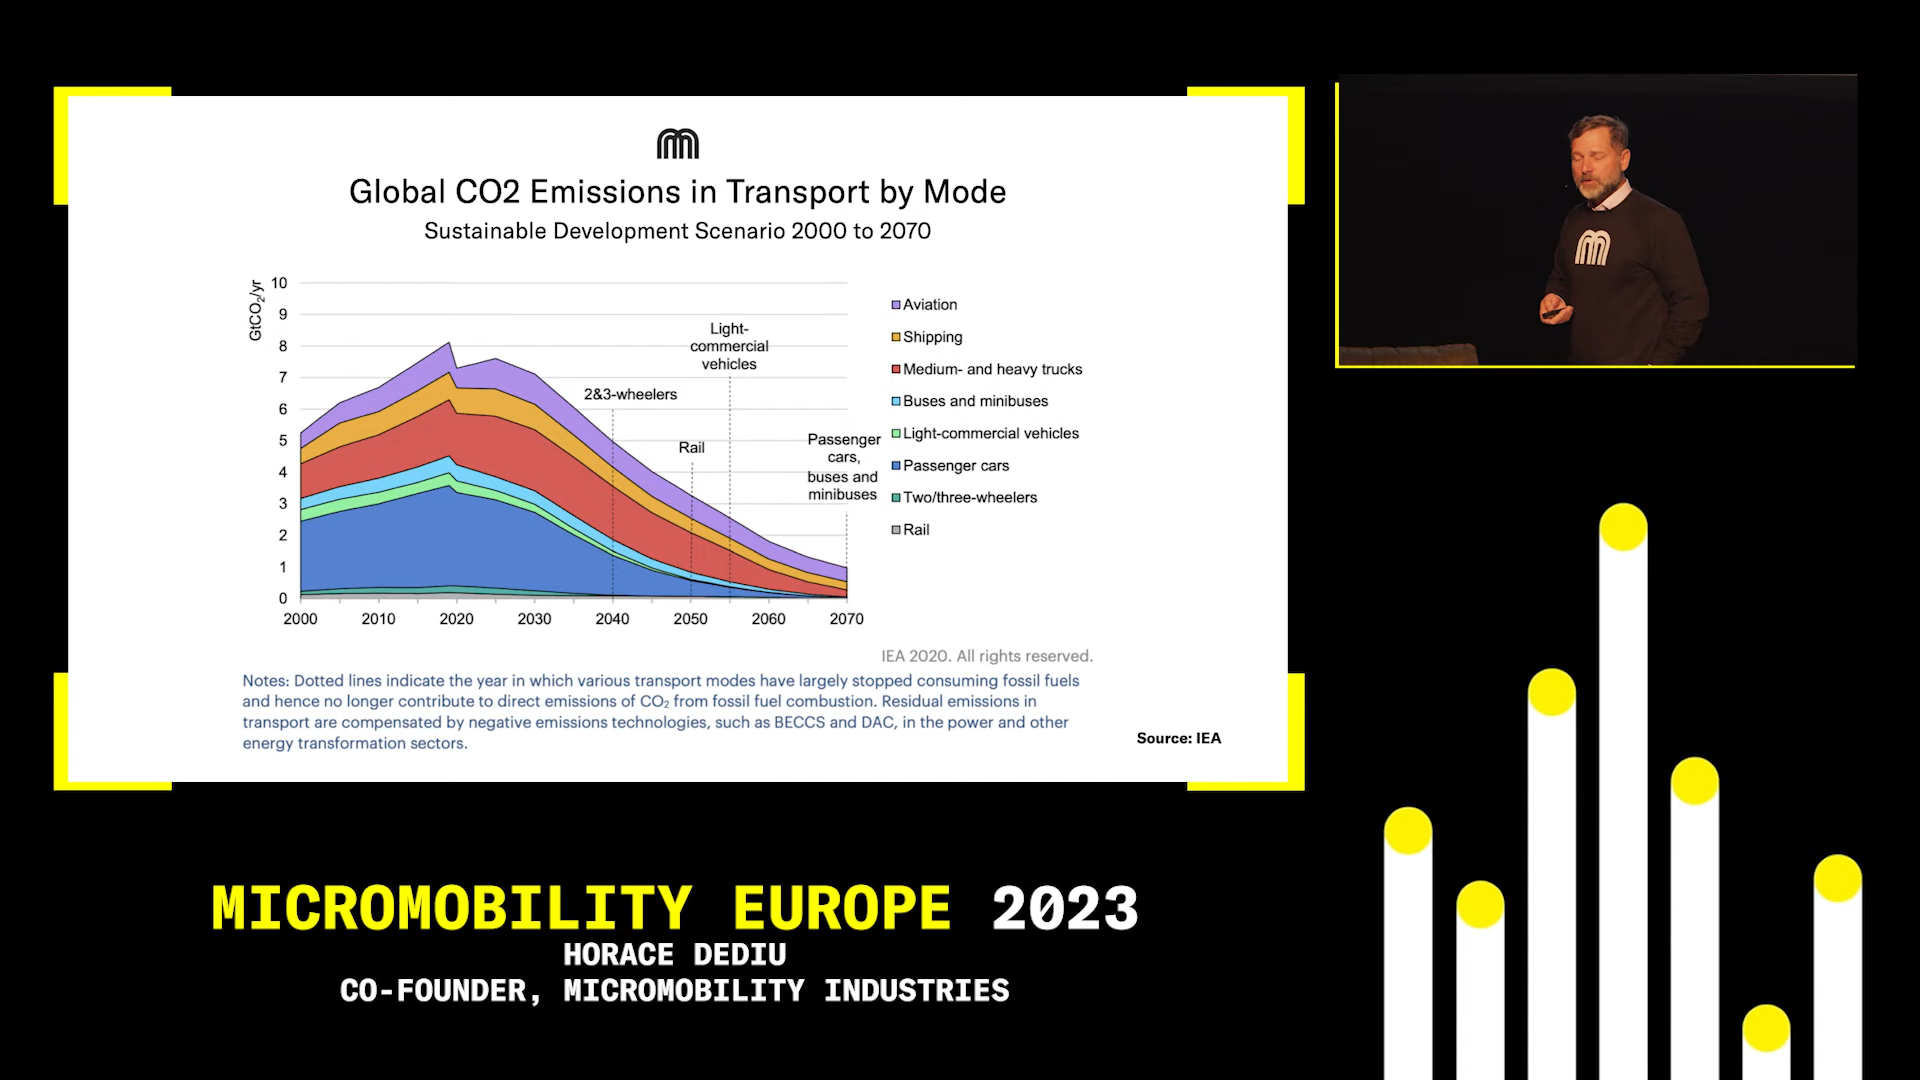 Global CO2 Emissions in Transport by Mode
Sustainable Development Scenario 2000 to 2070
GtCO₂/yr
10
9
8
7
6
5
4
3
2
1
0
2000 2010 2020 2030 2040 2050 2060 2070
2&3-wheelers
Rail
Light-
commercial
vehicles
Passenger
cars,
buses and
minibuses
Aviation
Shipping
Medium- and heavy trucks
Buses and minibuses
Light-commercial vehicles
Passenger cars
Two/three-wheelers
Rail
IEA 2020. All rights reserved.
Notes: Dotted lines indicate the year in which various transport modes have largely stopped consuming fossil fuels
and hence no longer contribute to direct emissions of CO₂ from fossil fuel combustion. Residual emissions in
transport are compensated by negative emissions technologies, such as BECCS and DAC, in the power and other
energy transformation sectors.
Source: IEA
MICROMOBILITY EUROPE 2023
HORACE DEDIU
CO-FOUNDER, MICROMOBILITY INDUSTRIES